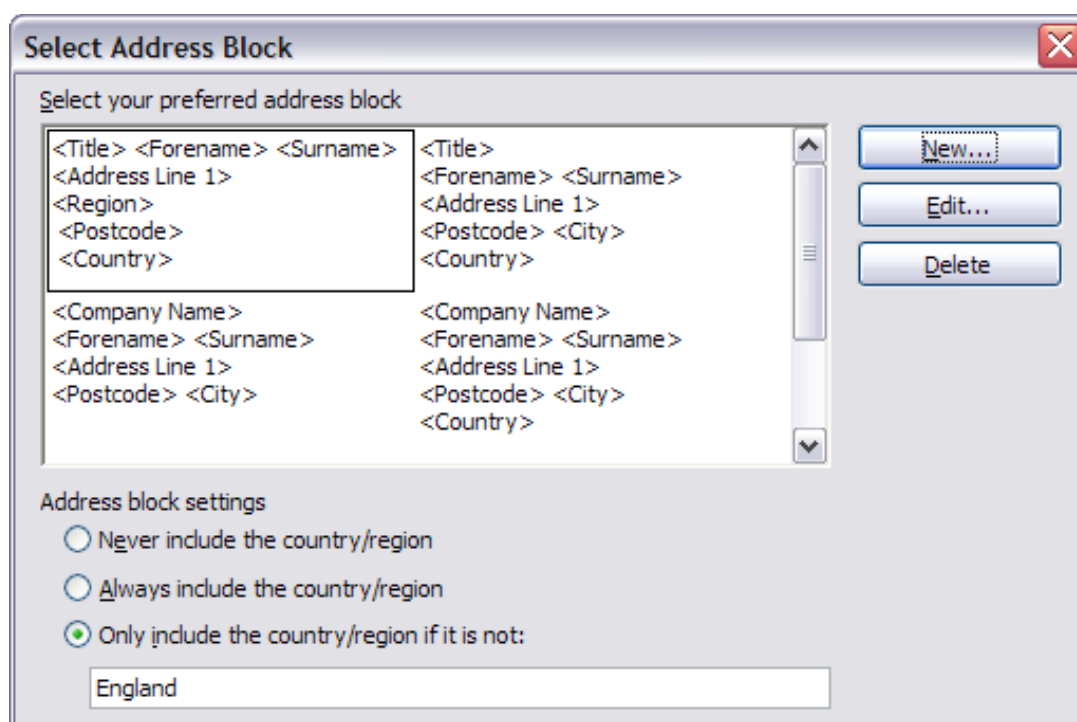 Select Address Block
Select your preferred address block
<Title> <Forename> <Surname>
<Address Line 1>
<Region>
<Postcode>
<Country>
<Title>
<Forename> <Surname>
<Address Line 1>
<Postcode> <City>
<Country>
<Company Name>
<Forename> <Surname>
<Address Line 1>
<Postcode> <City>
<Company Name>
<Forename> <Surname>
<Address Line 1>
<Postcode> <City>
<Country>
New...
Edit...
Delete
Address block settings
Never include the country/region
Always include the country/region
Only include the country/region if it is not:
England